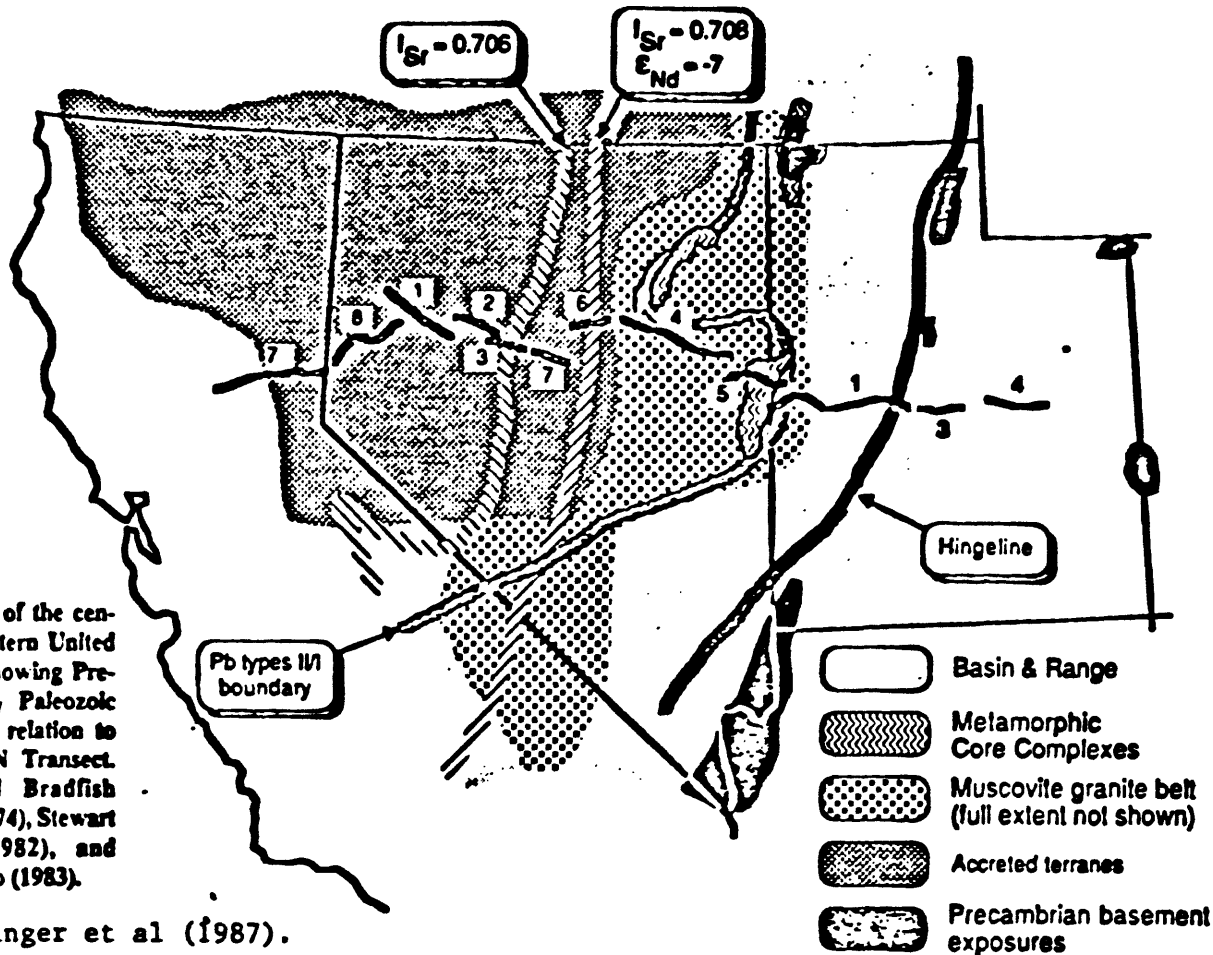 I Sr = 0.706
I Sr = 0.708
ε Nd = -7
1
2
8
6
4
7
3
7
5
1
4
3
Hingeline
of the cen-
tern United
owing Pre-
Paleozoic
relation to
N Transect.
Bradfish
74), Stewart
982), and
(1983).
Pb types II/I
boundary
Basin & Range
Metamorphic
Core Complexes
Muscovite granite belt
(full extent not shown)
Accreted terranes
Precambrian basement
exposures
nger et al (1987).